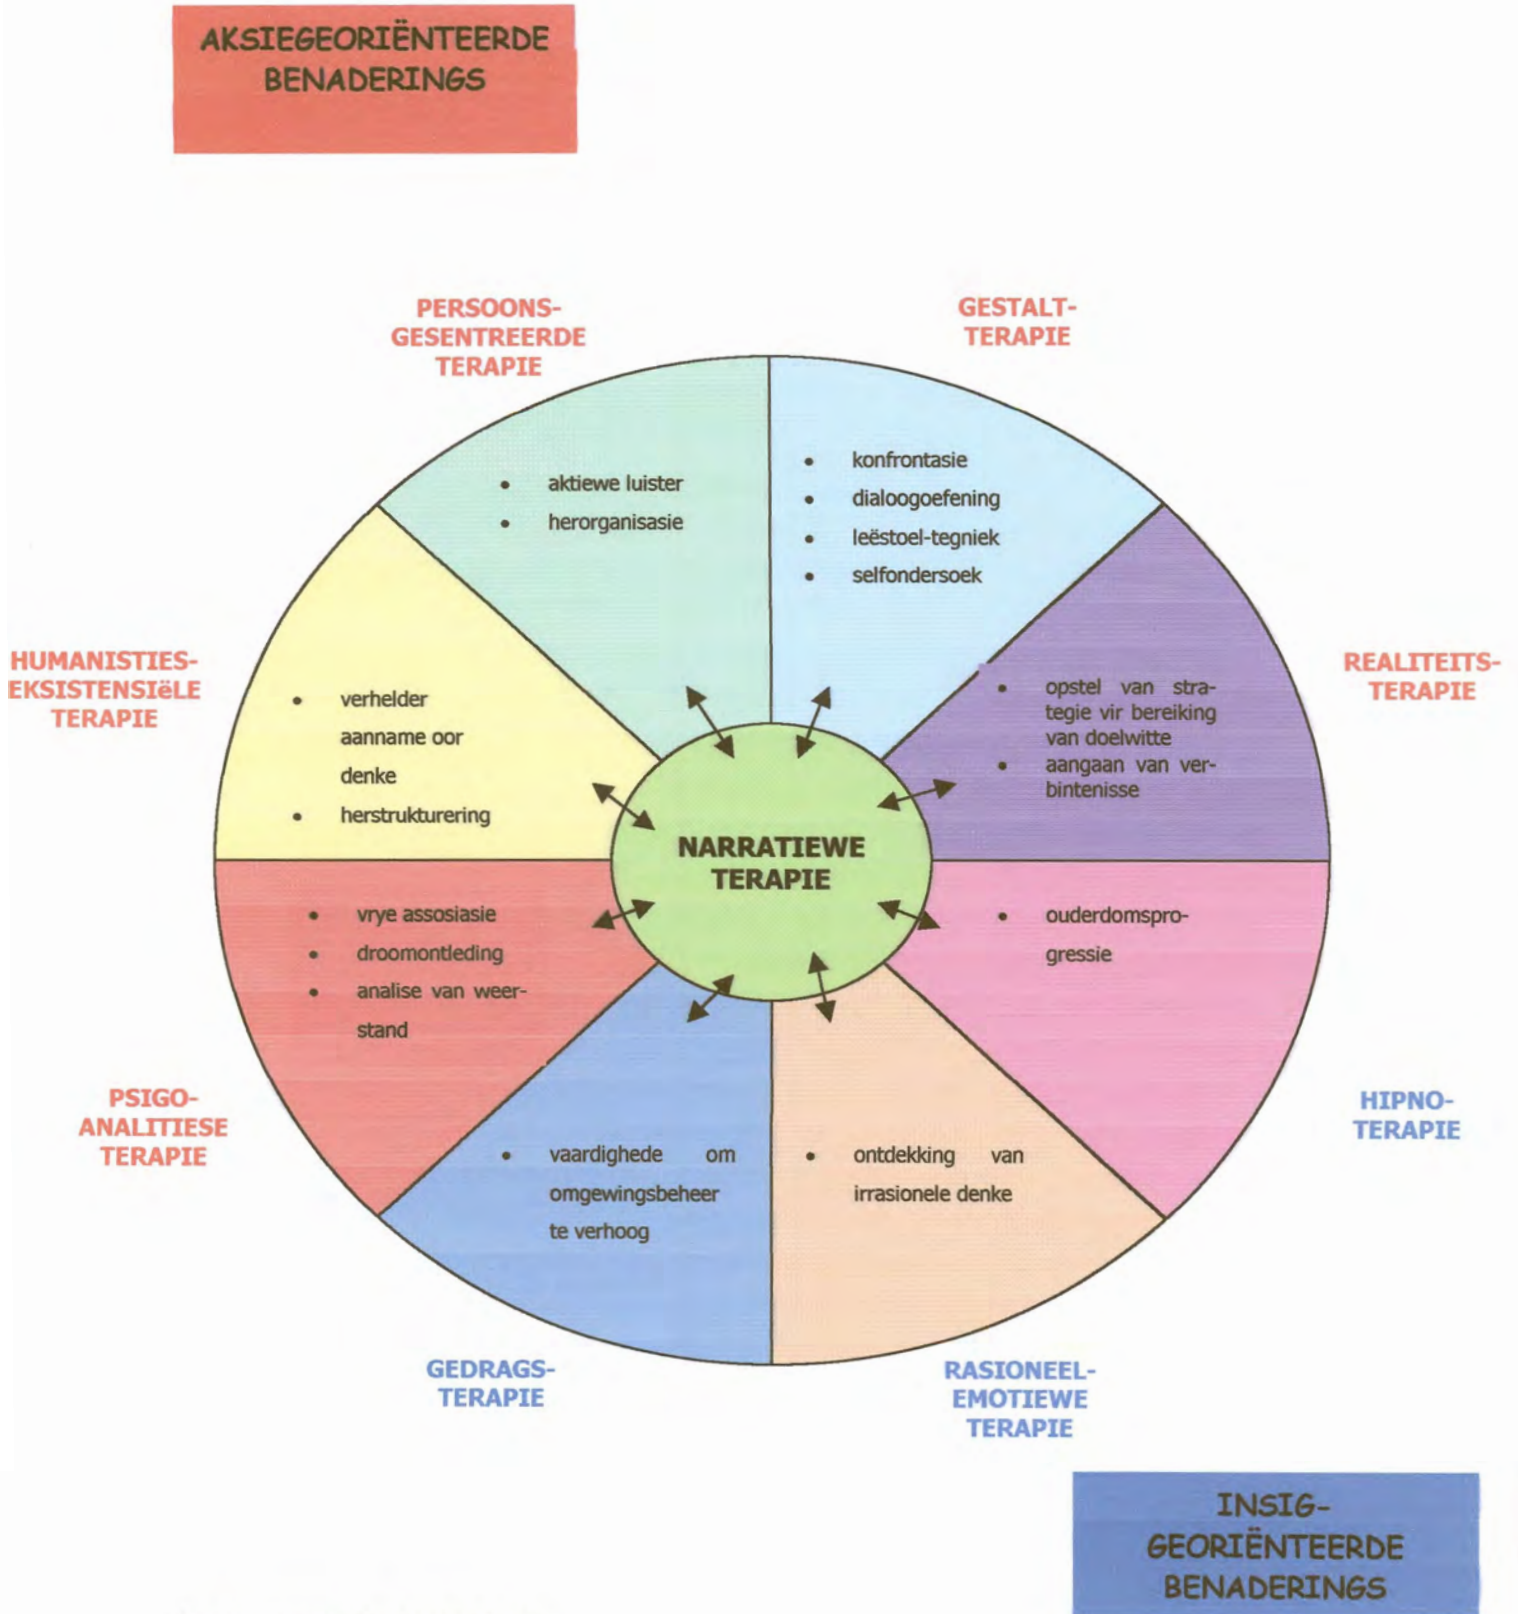 AKSIEGEORIËNTEERDE
BENADERINGS
PERSOONS-
GESENTREERDE
TERAPIE
GESTALT-
TERAPIE
• aktiewe luister
• herorganisasie
• konfrontasie
• dialoogoefening
• leëstoel-tegniek
• selfondersoek
HUMANISTIES-
EKSISTENSIëLE
TERAPIE
• verhelder
aanname oor
denke
• herstrukturering
• opstel van stra-
tegie vir bereiking
van doelwitte
• aangaan van ver-
bintenisse
REALITEITS-
TERAPIE
NARRATIEWE
TERAPIE
• vrye assosiasie
• droomontleding
• analise van weer-
stand
• ouderdomspro-
gressie
PSIGO-
ANALITIESE
TERAPIE
HIPNO-
TERAPIE
• vaardighede om
omgewingsbeheer
te verhoog
• ontdekking van
irrasionele denke
GEDRAGS-
TERAPIE
RASIONEEL-
EMOTIEWE
TERAPIE
INSIG-
GEORIËNTEERDE
BENADERINGS